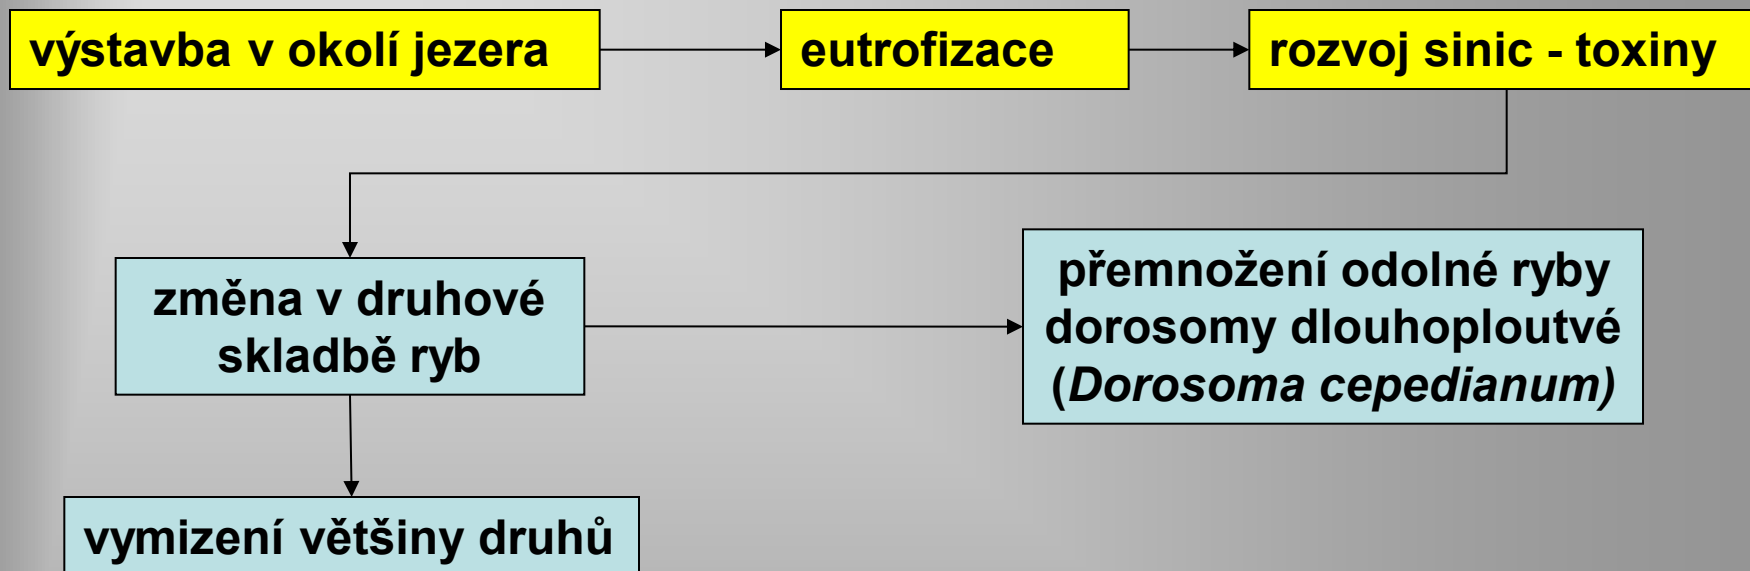 výstavba v okolí jezera
eutrofizace
rozvoj sinic - toxiny
změna v druhové
skladbě ryb
přemnožení odolné ryby
dorosomy dlouhoploutvé
(Dorosoma cepedianum)
vymizení většiny druhů